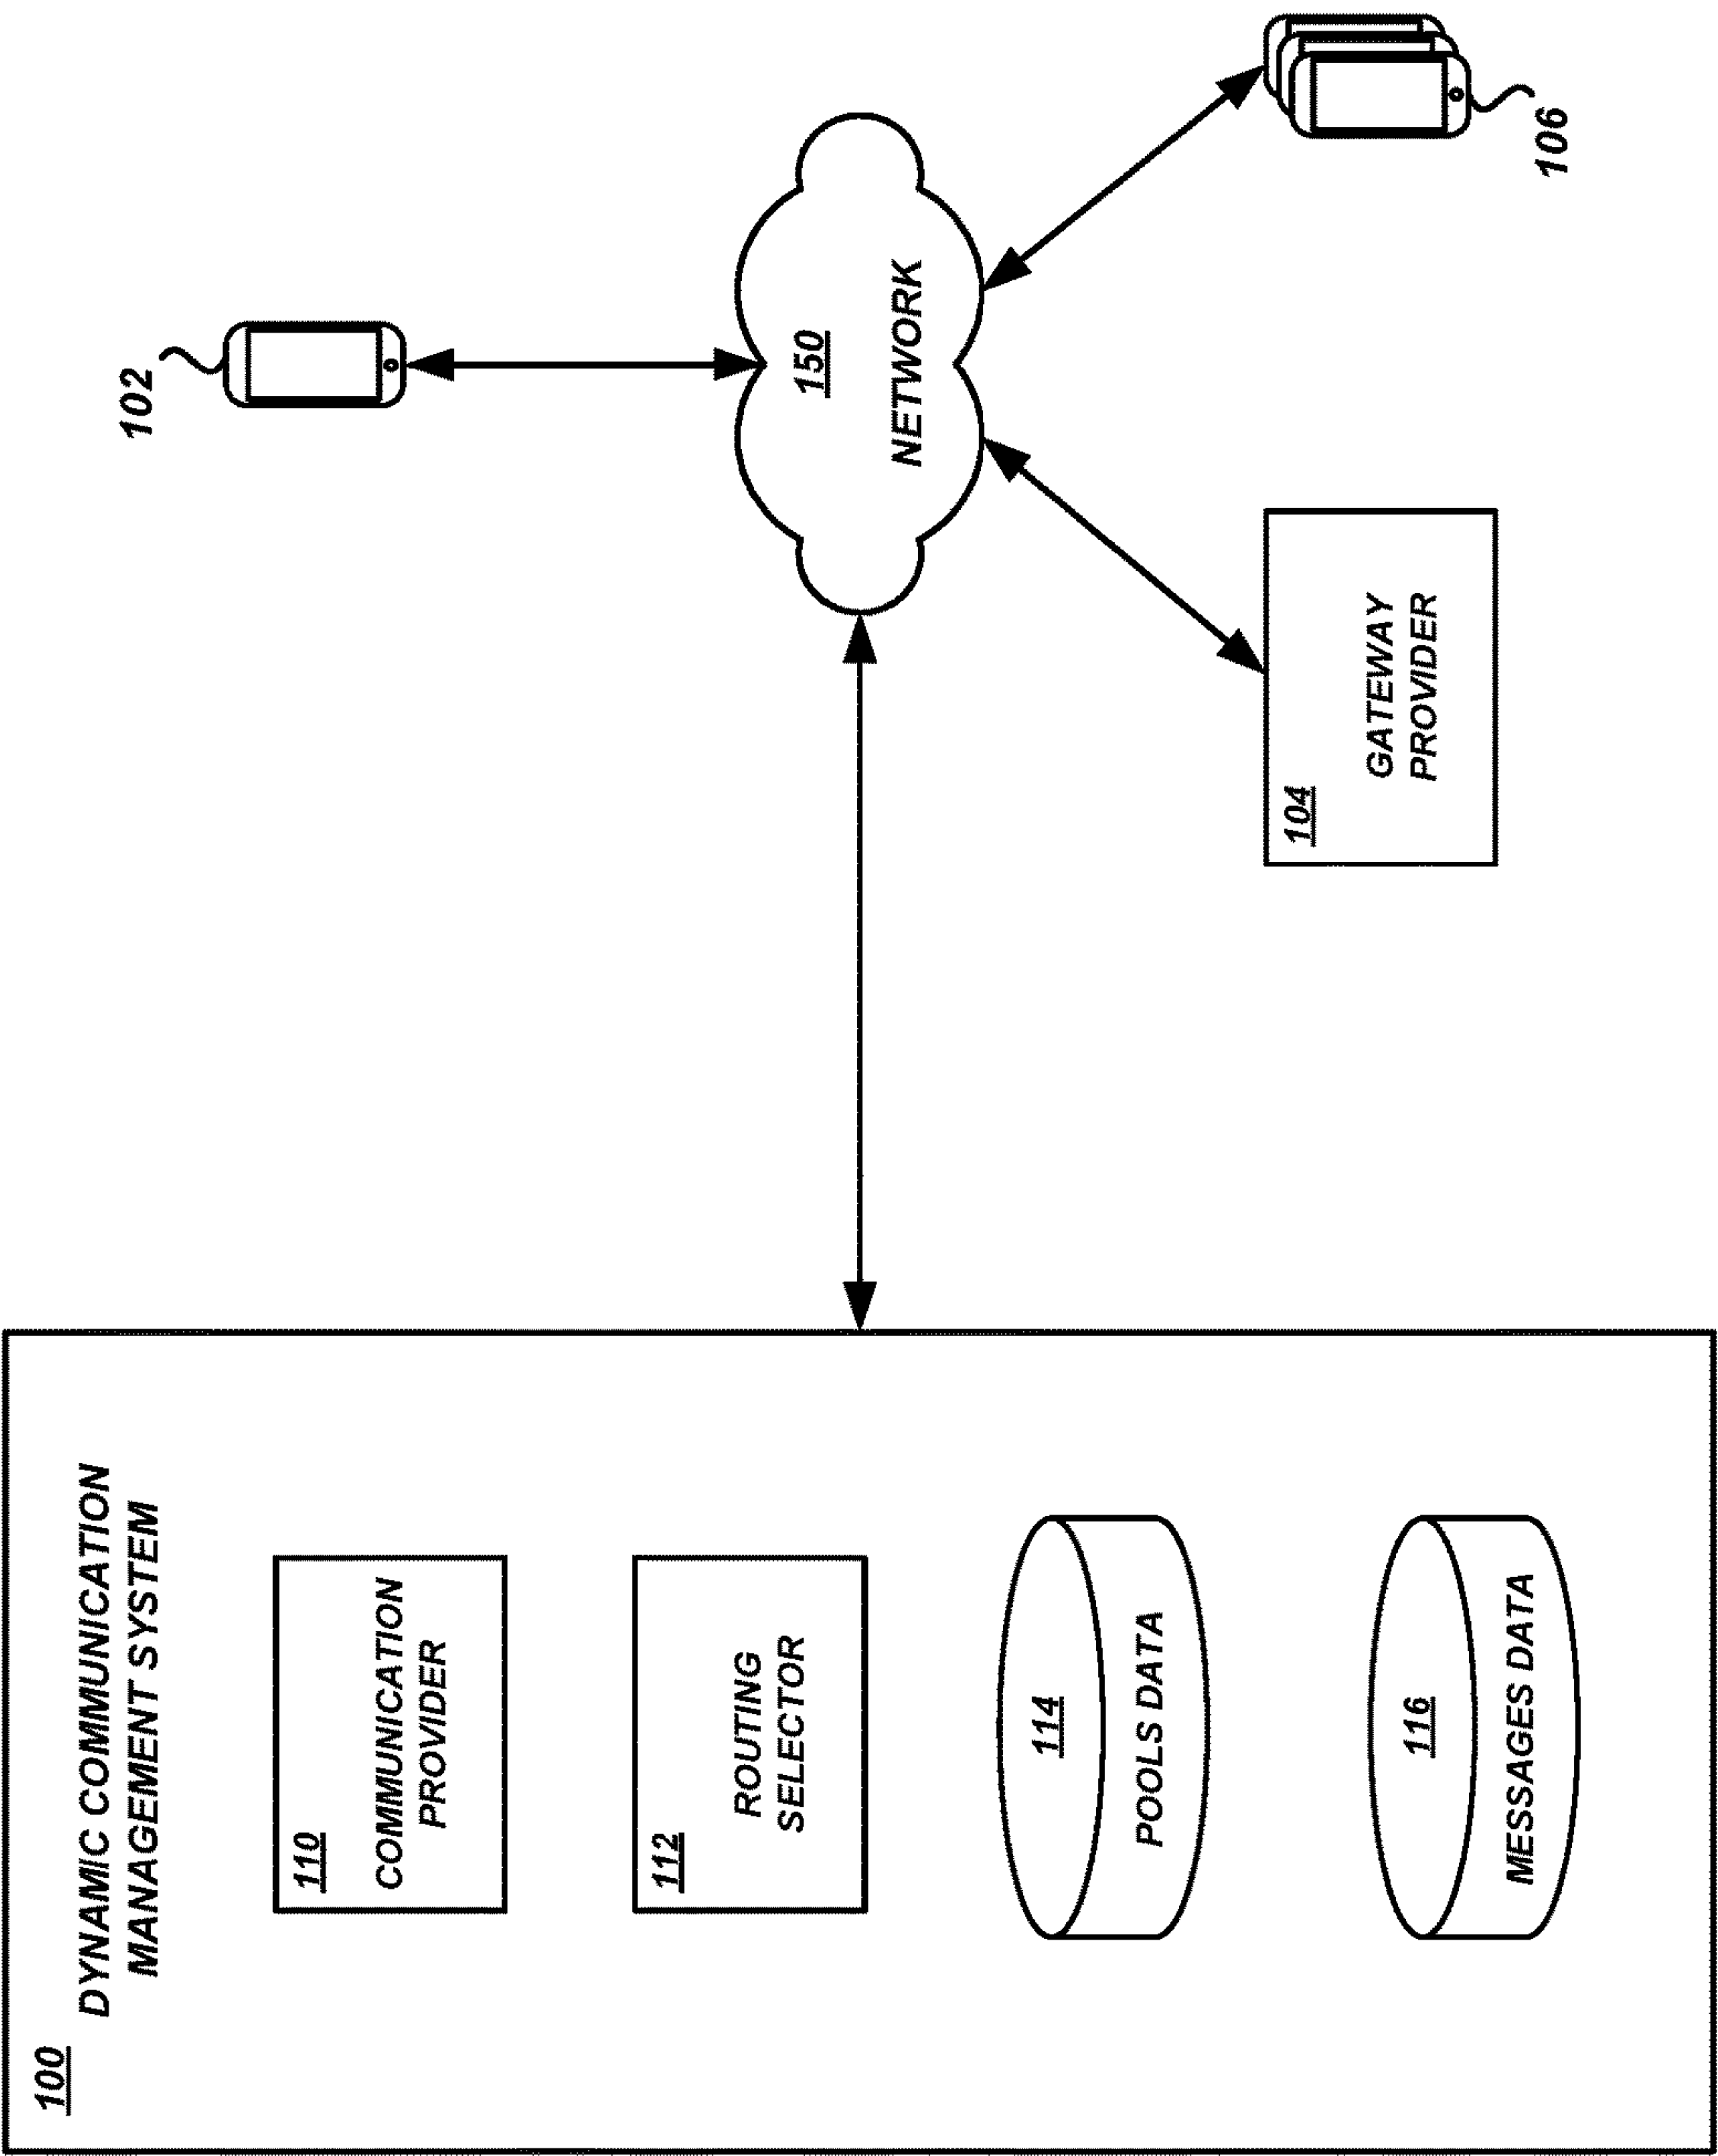 100
DYNAMIC COMMUNICATION
MANAGEMENT SYSTEM
110
COMMUNICATION
PROVIDER
112
ROUTING
SELECTOR
114
POOLS DATA
116
MESSAGES DATA
102
150
NETWORK
104
GATEWAY
PROVIDER
106